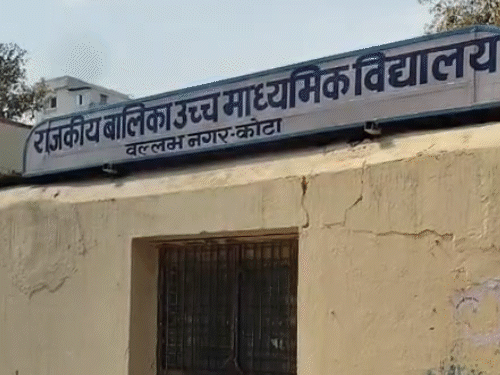 राजकीय बालिका उच्च माध्यमिक विद्यालय
वल्लभ नगर-कोटा